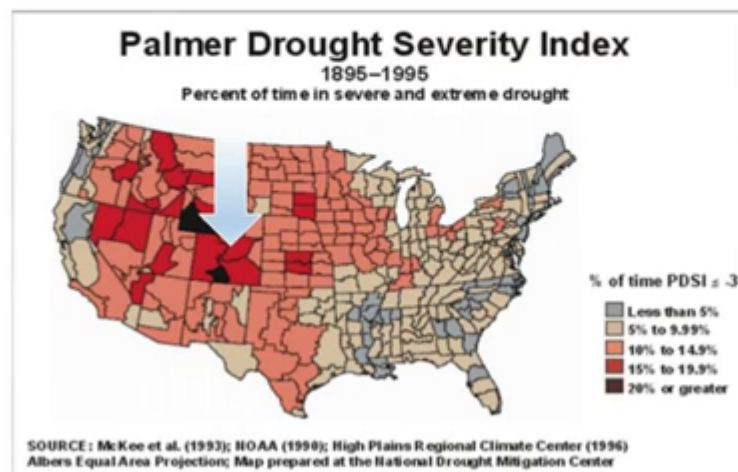 Palmer Drought Severity Index
1895–1995
Percent of time in severe and extreme drought
% of time PDSI ≤ -3
Less than 5%
5% to 9.99%
10% to 14.9%
15% to 19.9%
20% or greater
SOURCE: McKee et al. (1993); NOAA (1990); High Plains Regional Climate Center (1996)
Albers Equal Area Projection; Map prepared at the National Drought Mitigation Center